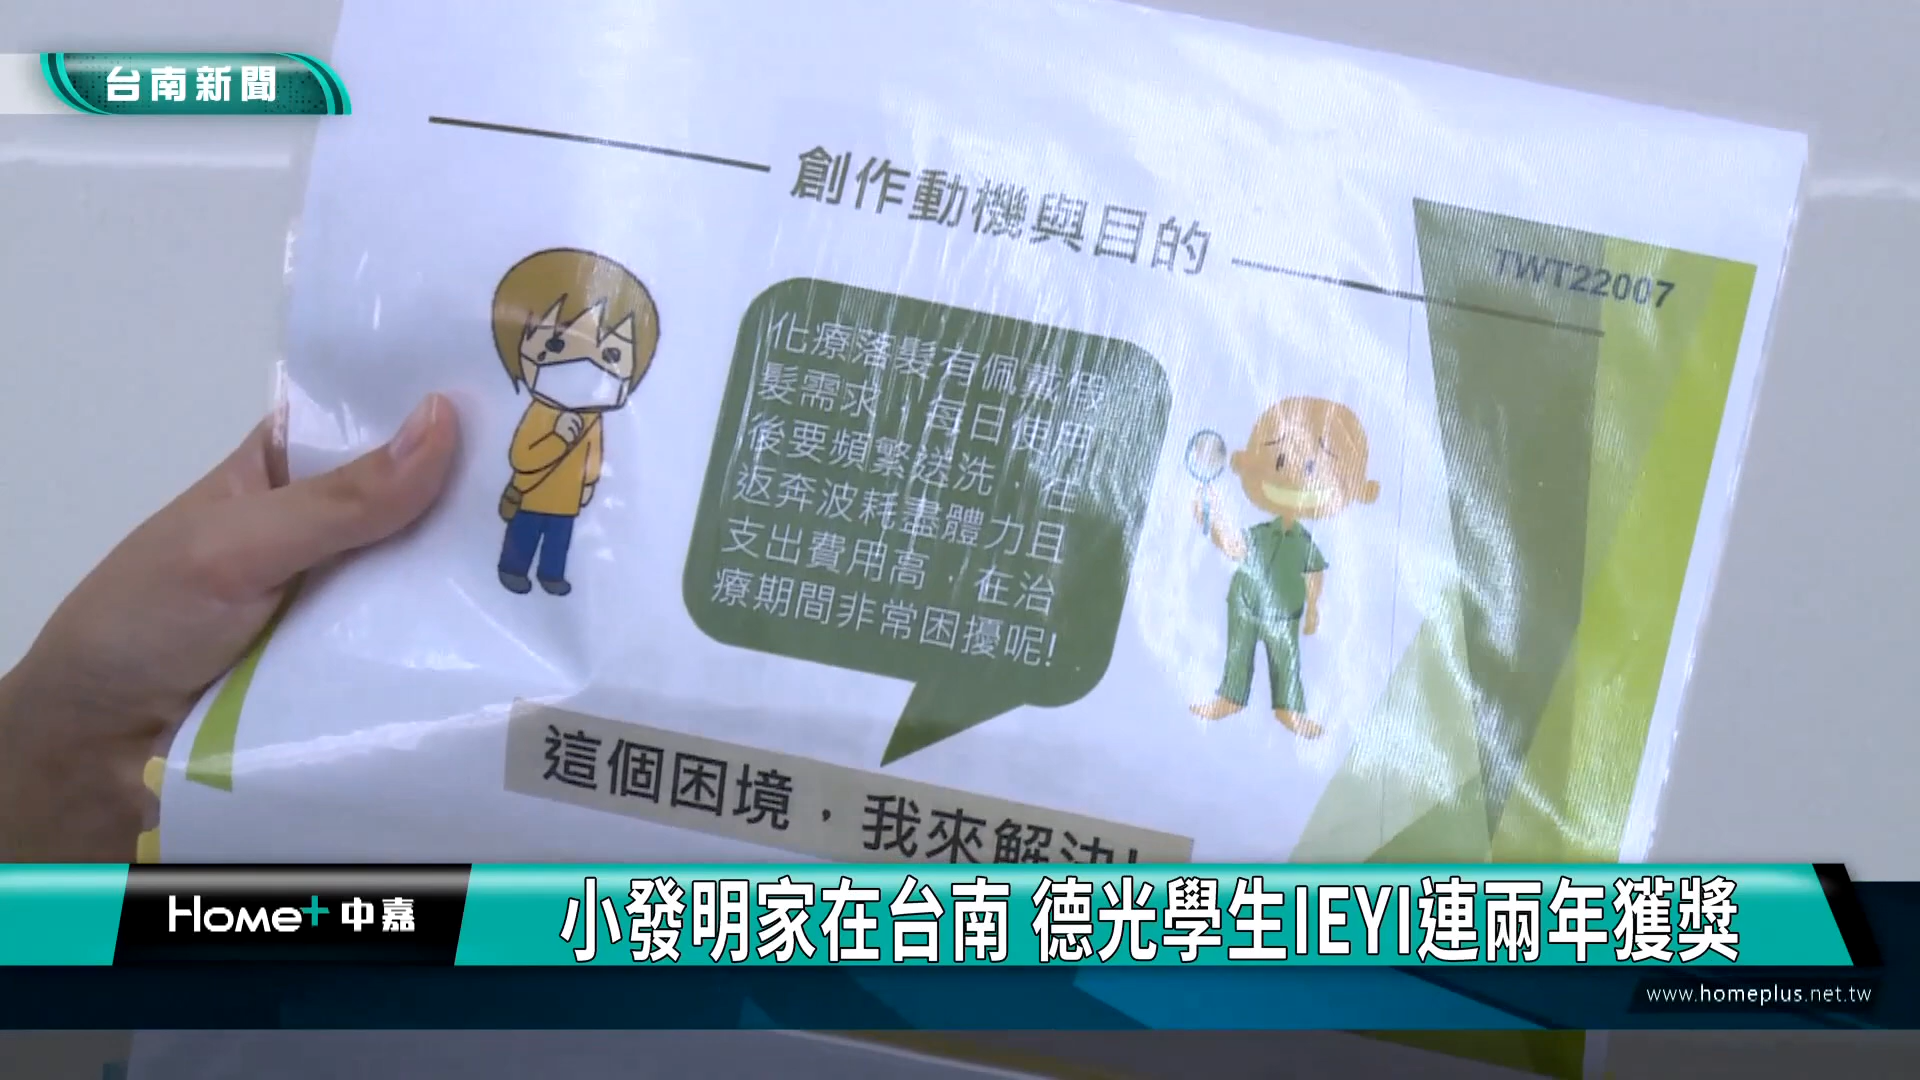 台南新聞
創作動機與目的
TWT22007
化療落髮有佩戴假
髮需求，每日使用
後要頻繁送洗，往
返奔波耗盡體力且
支出費用高，在治
療期間非常困擾呢!
這個困境，我來解決!
Home+ 中嘉
小發明家在台南 德光學生IEYI連兩年獲獎
www.homeplus.net.tw